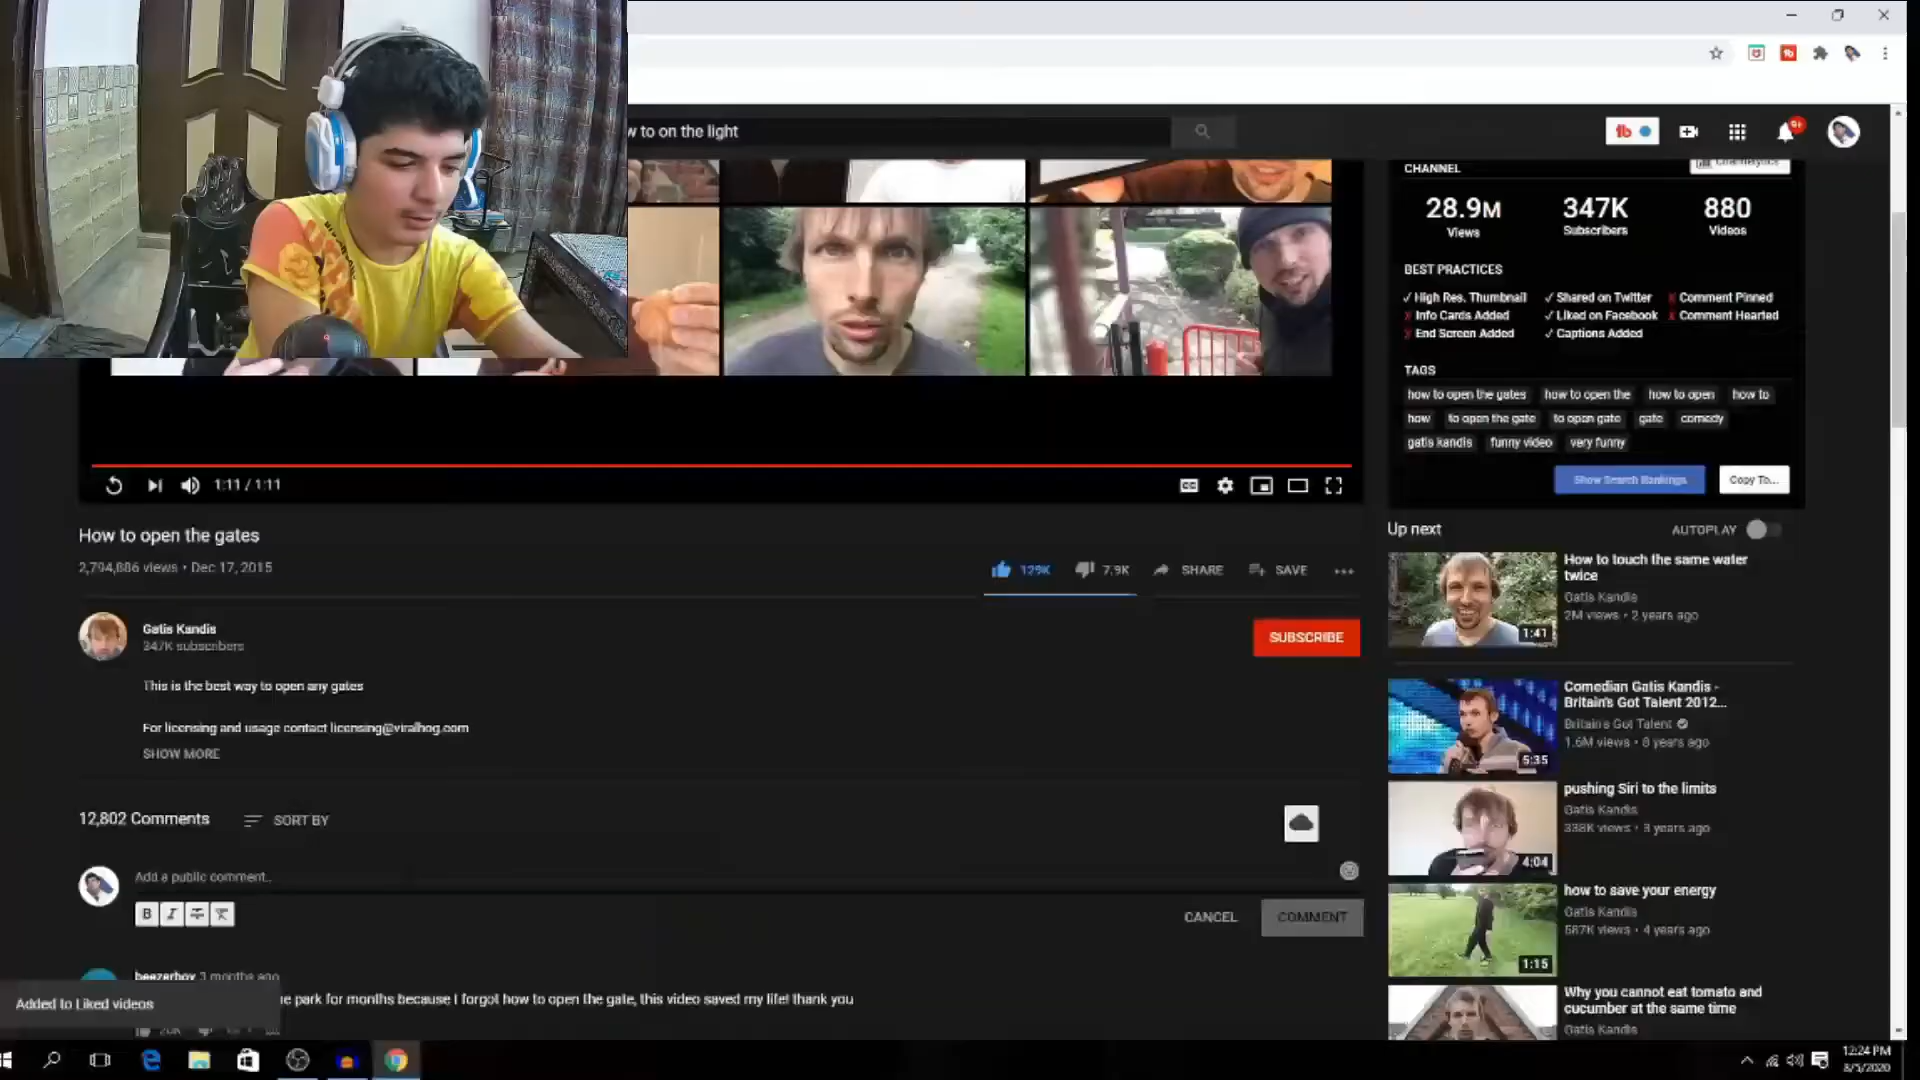 w to on the light
CHANNEL
28.9M
Views
347K
Subscribers
880
Videos
BEST PRACTICES
✓ High Res. Thumbnail
✓ Shared on Twitter
x Comment Pinned
x Info Cards Added
✓ Liked on Facebook
x Comment Hearted
x End Screen Added
✓ Captions Added
TAGS
how to open the gates
how to open the
how to open
how to
how
to open the gate
to open gate
gate
comedy
gatis kandis
funny video
very funny
Show Search Rankings
Copy To...
1:11 / 1:11
How to open the gates
2,794,886 views • Dec 17, 2015
129K
7.9K
SHARE
SAVE
Gatis Kandis
347K subscribers
SUBSCRIBE
This is the best way to open any gates
For licensing and usage contact licensing@viralhog.com
SHOW MORE
12,802 Comments
SORT BY
Add a public comment...
B I
CANCEL
COMMENT
beezerboy 3 months ago
e park for months because I forgot how to open the gate, this video saved my life! thank you
Added to Liked videos
Up next
AUTOPLAY
How to touch the same water
twice
Gatis Kandis
2M views • 2 years ago
1:41
Comedian Gatis Kandis -
Britain's Got Talent 2012...
Britain's Got Talent
1.6M views • 8 years ago
5:35
pushing Siri to the limits
Gatis Kandis
338K views • 3 years ago
4:04
how to save your energy
Gatis Kandis
587K views • 4 years ago
1:15
Why you cannot eat tomato and
cucumber at the same time
Gatis Kandis
12:24 PM
8/5/2020